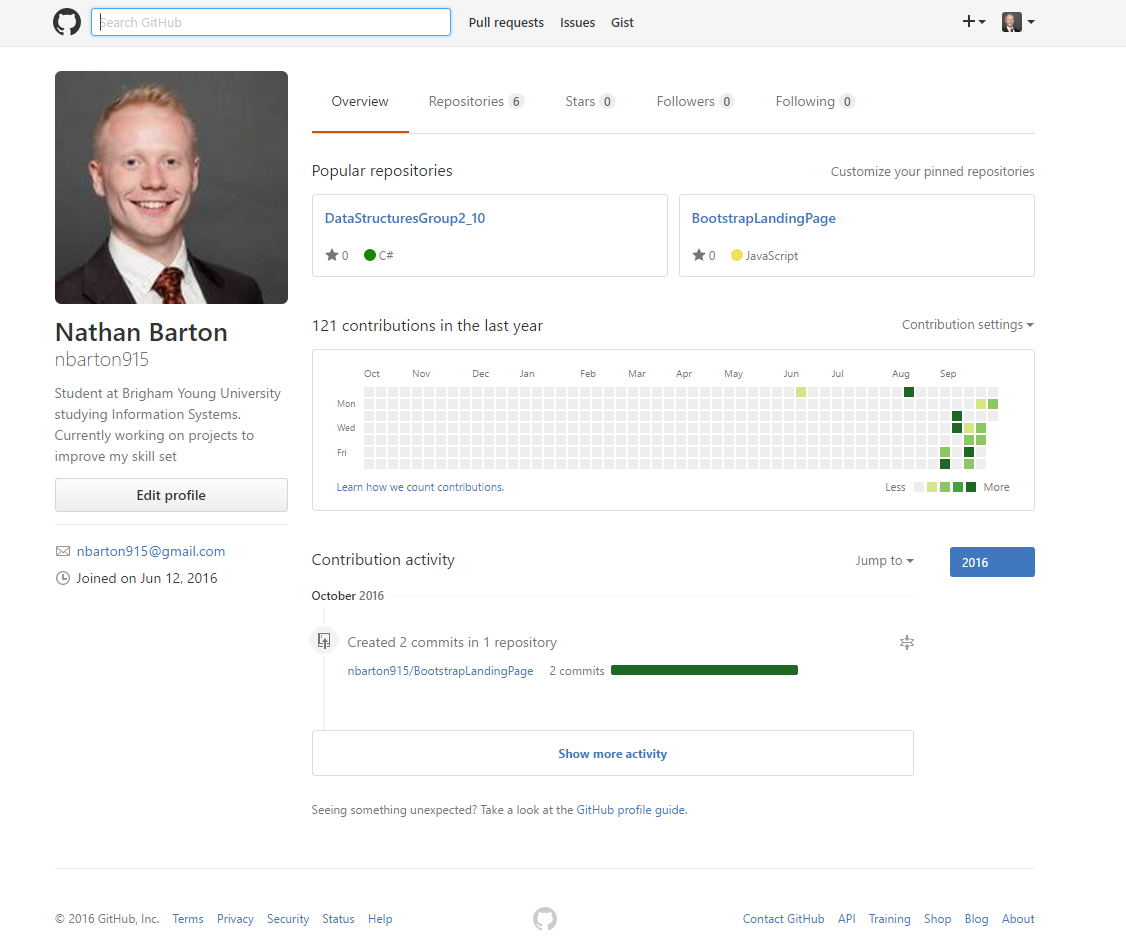 Search GitHub Pull requests Issues Gist
Overview Repositories 6 Stars 0 Followers 0 Following 0
Popular repositories Customize your pinned repositories
DataStructuresGroup2_10 BootstrapLandingPage
0 C# 0 JavaScript
Nathan Barton
nbarton915
Student at Brigham Young University
studying Information Systems.
Currently working on projects to
improve my skill set
Edit profile
nbarton915@gmail.com
Joined on Jun 12, 2016
121 contributions in the last year Contribution settings
Oct Nov Dec Jan Feb Mar Apr May Jun Jul Aug Sep
Mon
Wed
Fri
Learn how we count contributions. Less More
Contribution activity Jump to 2016
October 2016
Created 2 commits in 1 repository
nbarton915/BootstrapLandingPage 2 commits
Show more activity
Seeing something unexpected? Take a look at the GitHub profile guide.
© 2016 GitHub, Inc. Terms Privacy Security Status Help Contact GitHub API Training Shop Blog About